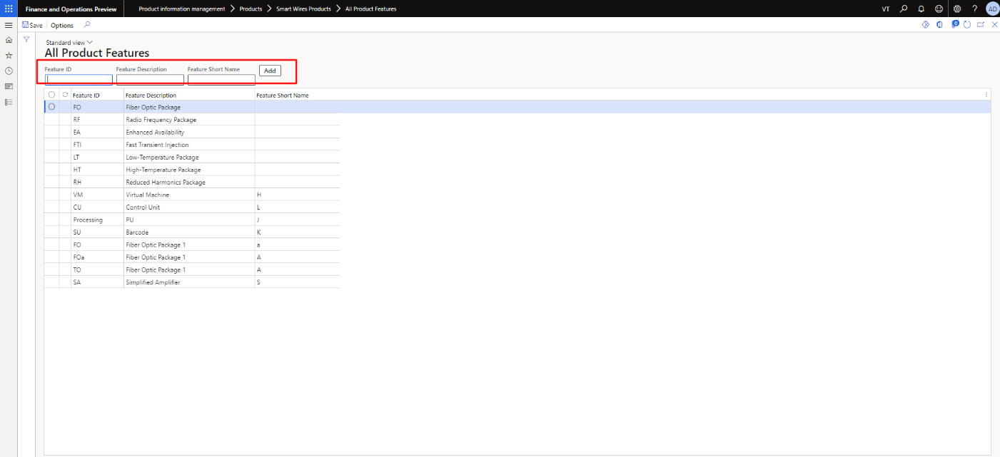 Finance and Operations Preview Product information management > Products > Smart Wires Products > All Product Features VT ? AD
Save Options 0
Standard view
All Product Features
Feature ID Feature Description Feature Short Name Add
Feature ID Feature Description Feature Short Name
FO Fiber Optic Package
RF Radio Frequency Package
EA Enhanced Availability
FTI Fast Transient Injection
LT Low-Temperature Package
HT High-Temperature Package
RH Reduced Harmonics Package
VM Virtual Machine H
CU Control Unit L
Processing PU J
SU Barcode K
FO Fiber Optic Package 1 a
FOa Fiber Optic Package 1 A
TO Fiber Optic Package 1 A
SA Simplified Amplifier S